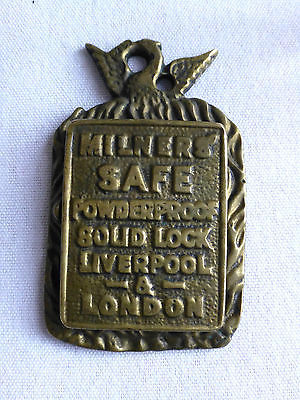 MILNERS'
SAFE
POWDERPROOF
SOLID LOCK
LIVERPOOL
— & —
LONDON